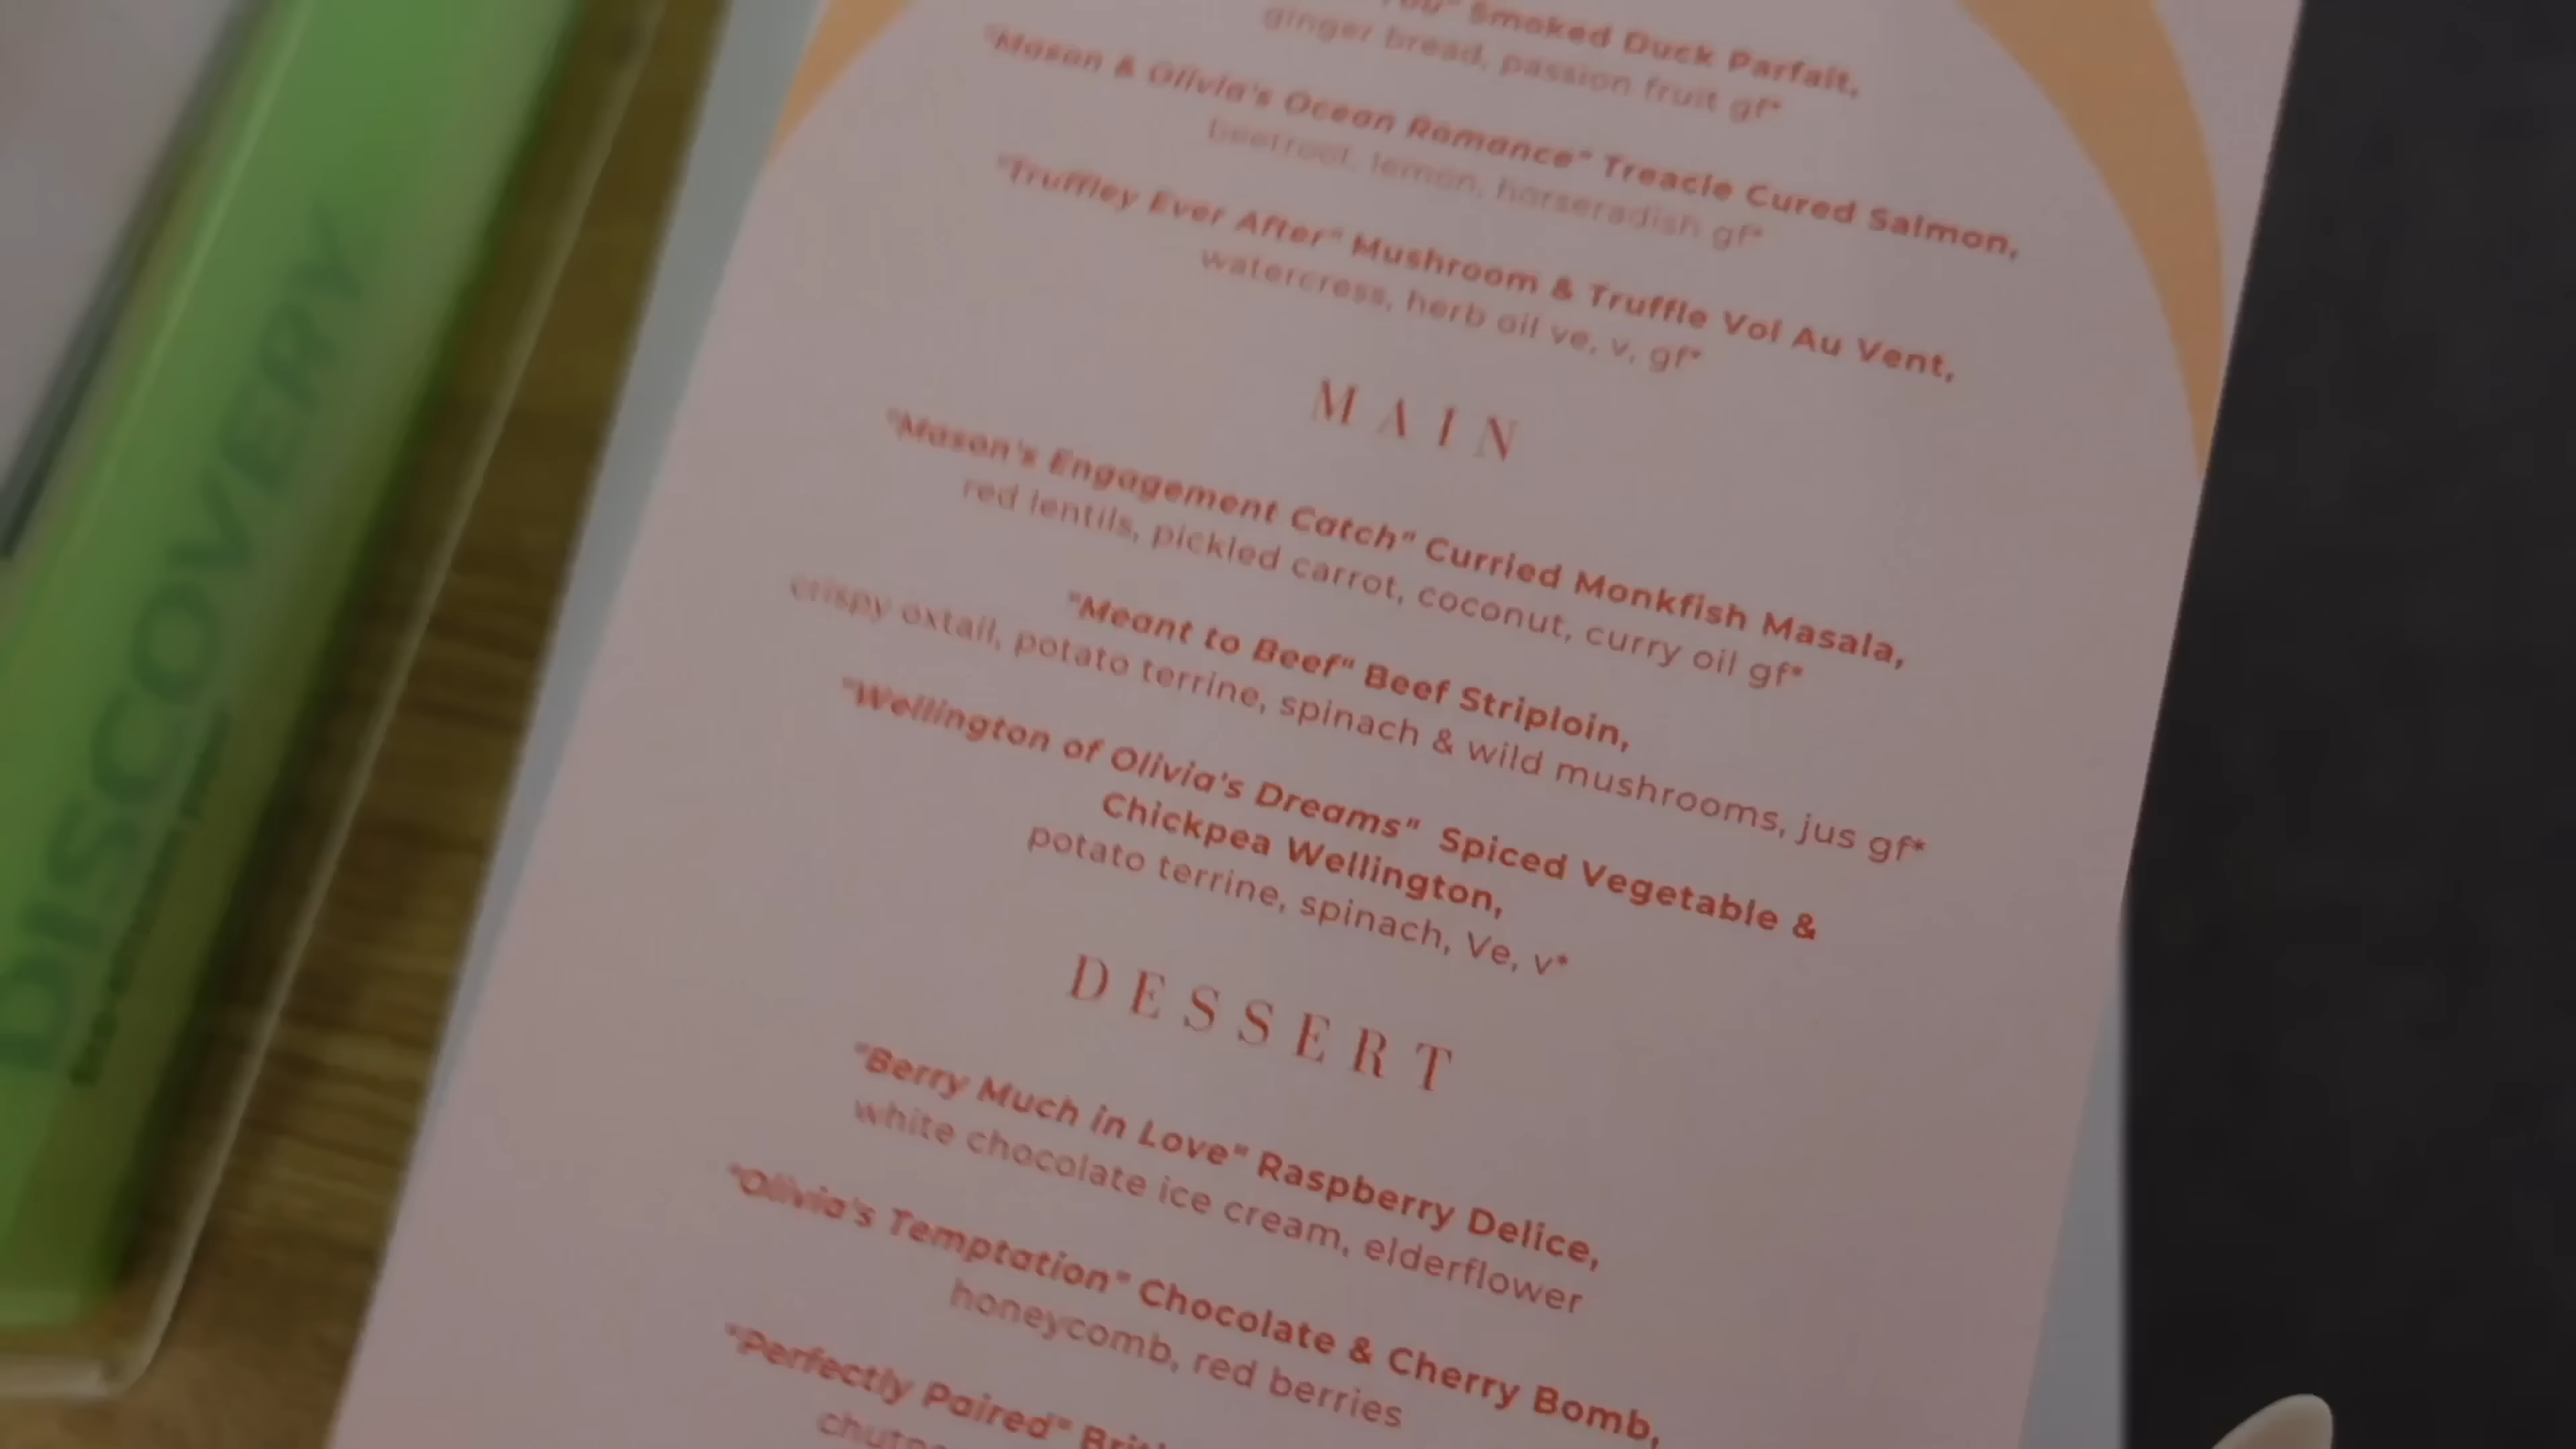 DISCOVERY
Smoked Duck Parfait,
ginger bread, passion fruit gf*
"Mason & Olivia's Ocean Romance" Treacle Cured Salmon,
beetroot, lemon, horseradish gf*
"Truffley Ever After" Mushroom & Truffle Vol Au Vent,
watercress, herb oil ve, v, gf*
MAIN
"Mason's Engagement Catch" Curried Monkfish Masala,
red lentils, pickled carrot, coconut, curry oil gf*
"Meant to Beef" Beef Striploin,
crispy oxtail, potato terrine, spinach & wild mushrooms, jus gf*
"Wellington of Olivia's Dreams" Spiced Vegetable &
Chickpea Wellington,
potato terrine, spinach, Ve, v*
DESSERT
"Berry Much in Love" Raspberry Delice,
white chocolate ice cream, elderflower
"Olivia's Temptation" Chocolate & Cherry Bomb,
honeycomb, red berries
"Perfectly Paired"